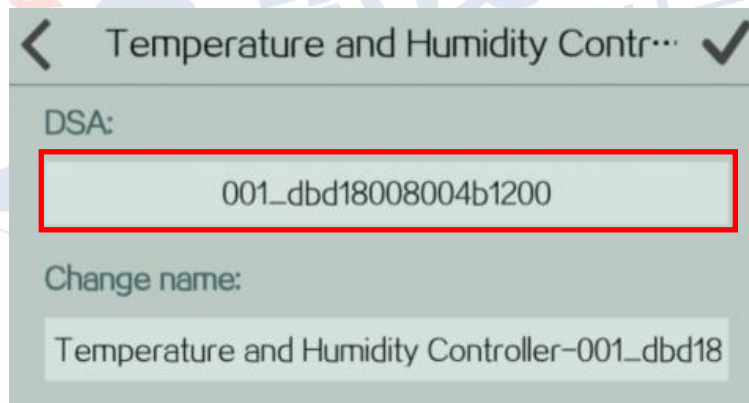 Temperature and Humidity Contr...
DSA:
001_dbd18008004b1200
Change name:
Temperature and Humidity Controller-001_dbd18